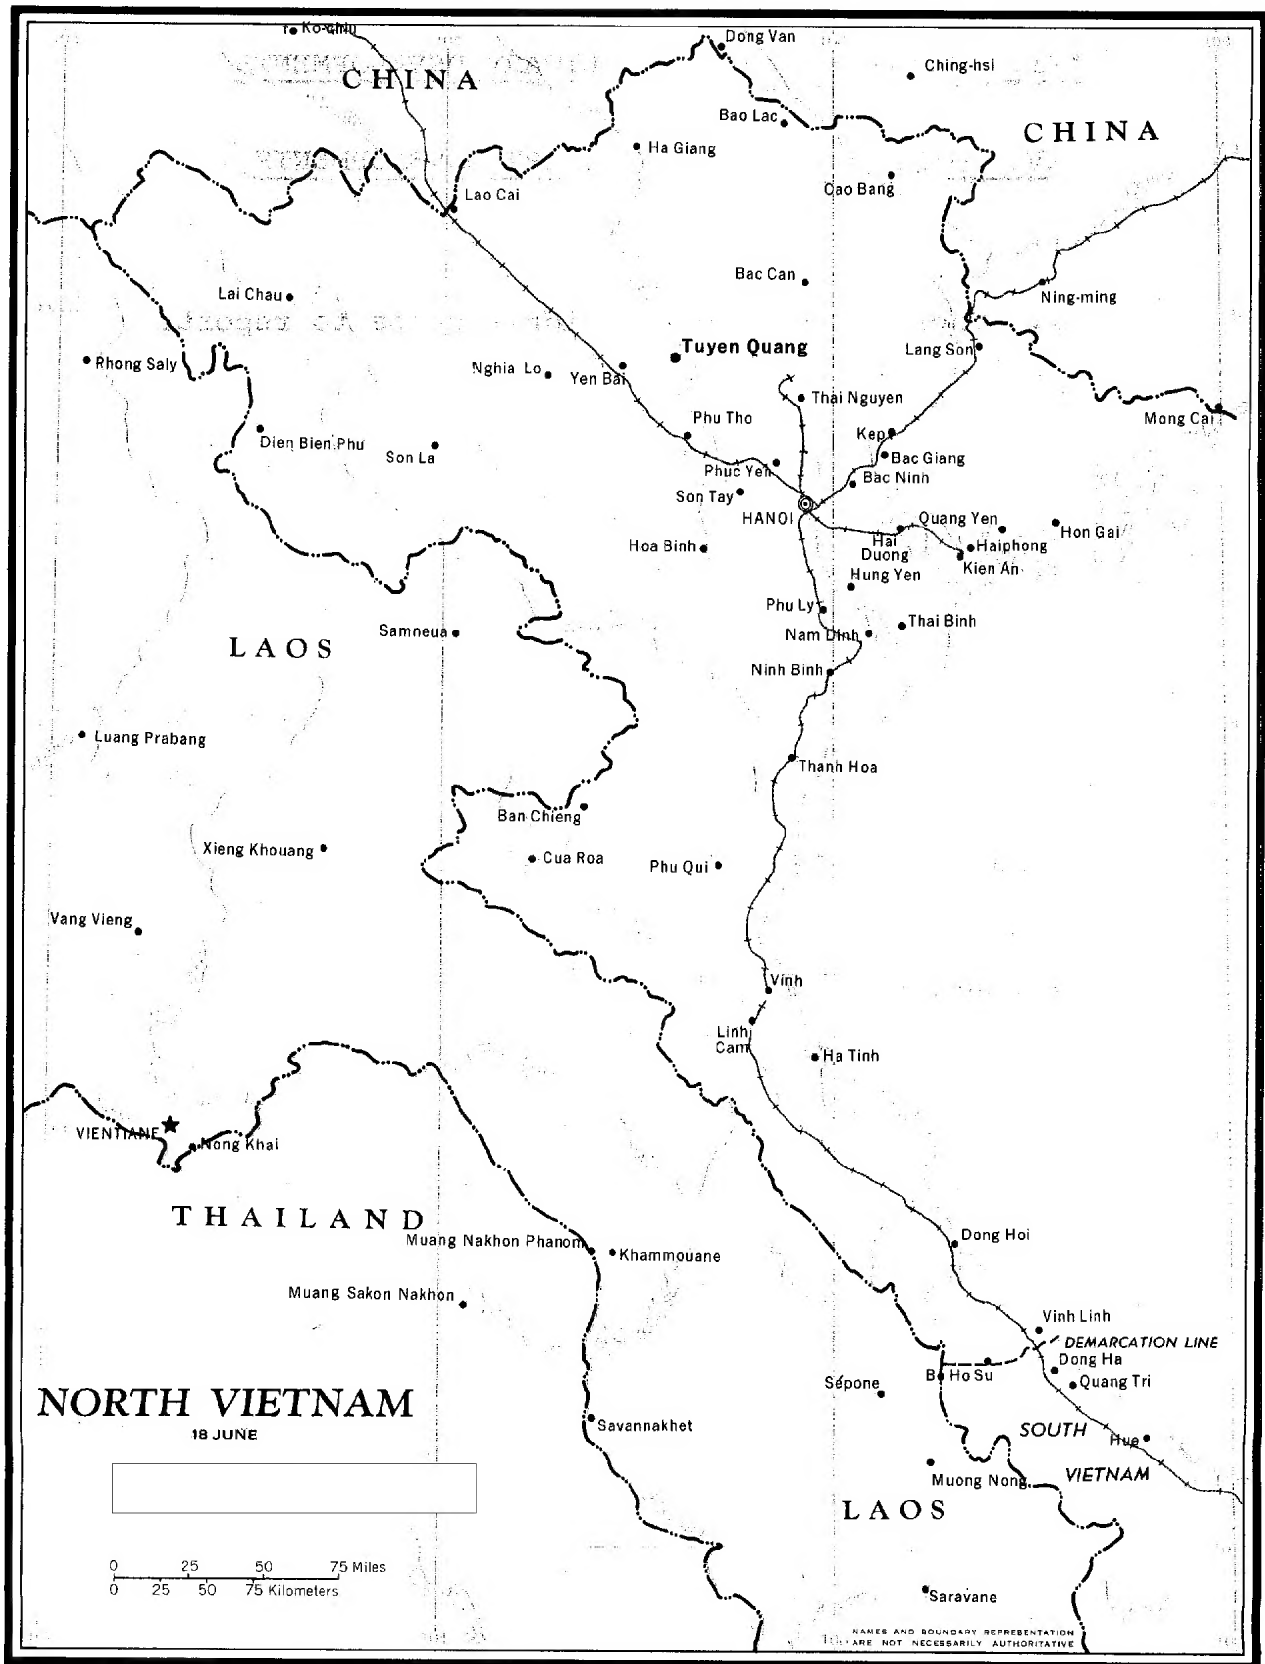 Ko-chiu
Dong Van
CHINA
Ching-hsi
Bao Lac
CHINA
Ha Giang
Cao Bang
Lao Cai
Bac Can
Lai Chau
Ning-ming
Tuyen Quang
Lang Son
Rhong Saly
Nghia Lo
Yen Bai
Thai Nguyen
Mong Cai
Phu Tho
Kep
Dien Bien Phu
Son La
Bac Giang
Phuc Yen
Bac Ninh
Son Tay
HANOI
Quang Yen
Hon Gai
Hoa Binh
Hai
Duong
Haiphong
Kien An
Hung Yen
Phu Ly
Thai Binh
Samneua
Nam Dinh
LAOS
Ninh Binh
Luang Prabang
Thanh Hoa
Ban Chieng
Xieng Khouang
Cua Roa
Phu Qui
Vang Vieng
Vinh
Linh
Cam
Ha Tinh
VIENTIANE
Nong Khai
THAILAND
Muang Nakhon Phanom
Khammouane
Dong Hoi
Muang Sakon Nakhon
Vinh Linh
DEMARCATION LINE
Dong Ha
B Ho Su
Quang Tri
Sépone
NORTH VIETNAM
18 JUNE
Savannakhet
SOUTH
Hue
VIETNAM
Muong Nong
LAOS
0 25 50 75 Miles
0 25 50 75 Kilometers
Saravane
NAMES AND BOUNDARY REPRESENTATION
ARE NOT NECESSARILY AUTHORITATIVE